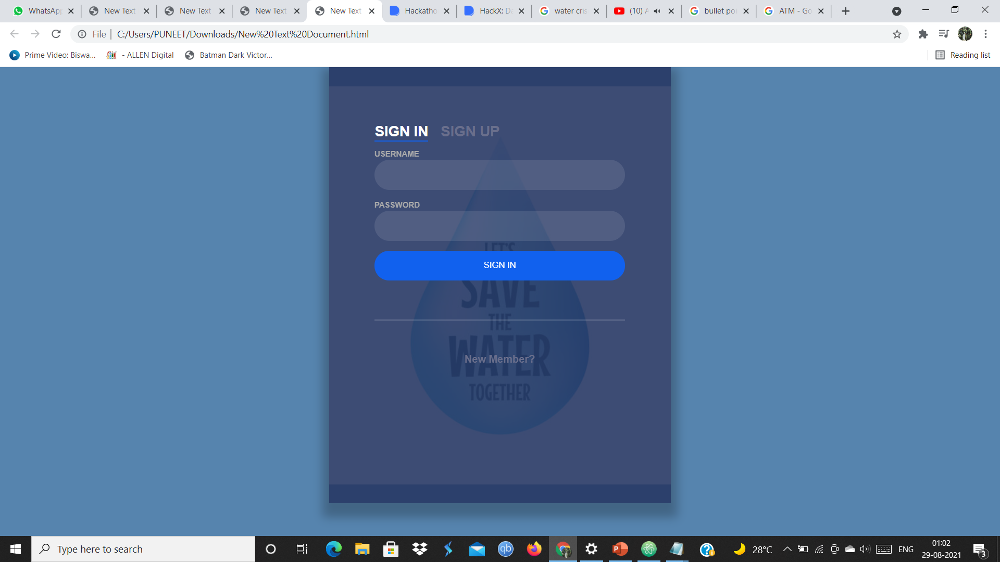 WhatsApp
New Text
New Text
New Text
New Text
Hackatho
HackX: Da
water cris
(10) A
bullet poi
ATM - Go
File
C:/Users/PUNEET/Downloads/New%20Text%20Document.html
Prime Video: Biswa...
- ALLEN Digital
Batman Dark Victor...
Reading list
SIGN IN SIGN UP
USERNAME
PASSWORD
LET'S
SIGN IN
SAVE
THE
WATER
New Member?
TOGETHER
Type here to search
qb
P
28°C
ENG
01:02
29-08-2021
3